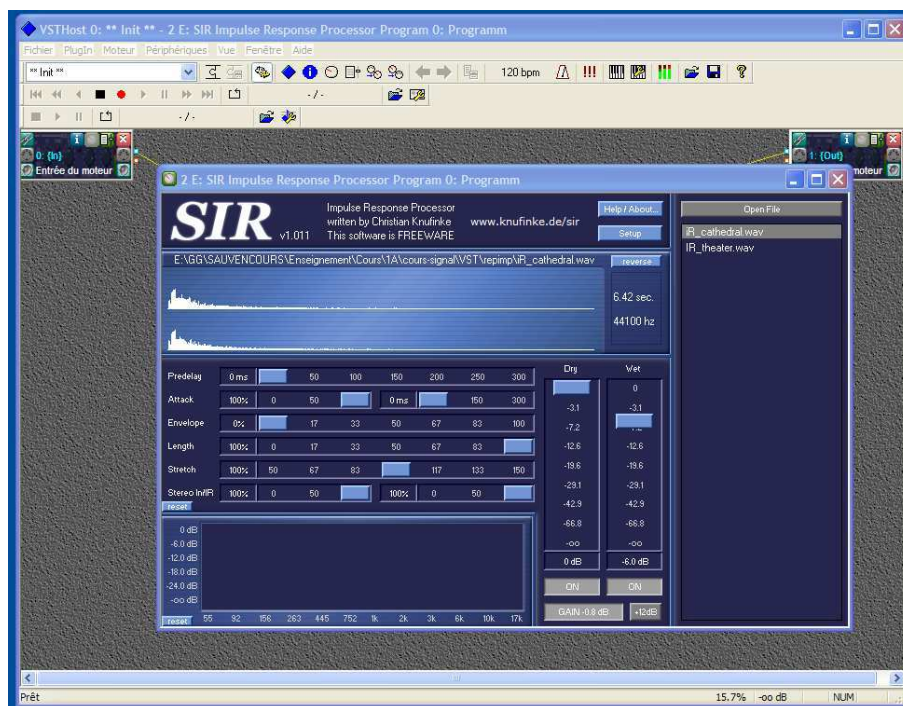 VSTHost 0: ** Init ** - 2 E: SIR Impulse Response Processor Program 0: Programm
Fichier PlugIn Moteur Périphériques Vue Fenêtre Aide
** Init ** 120 bpm
- / -
- / -
0: {In}
Entrée du moteur
1: {Out}
moteur
2 E: SIR Impulse Response Processor Program 0: Programm
SIR v1.011
Impulse Response Processor
written by Christian Knufinke www.knufinke.de/sir
This software is FREEWARE
Help / About...
Setup
Open File
iR_cathedral.wav
IR_theater.wav
E:\GG\SAUVENCOURS\Enseignement\Cours\1A\cours-signal\VST\repimp\iR_cathedral.wav
reverse
6.42 sec.
44100 hz
Predelay 0 ms 50 100 150 200 250 300
Attack 100% 0 50 0 ms 150 300
Envelope 0% 17 33 50 67 83 100
Length 100% 0 17 33 50 67 83
Stretch 100% 50 67 83 117 133 150
Stereo In/IR 100% 0 50 100% 0 50
reset
Dry Wet
0
-3.1 -3.1
-7.2
-12.6 -12.6
-19.6 -19.6
-29.1 -29.1
-42.9 -42.9
-66.8 -66.8
-oo -oo
0 dB -6.0 dB
ON ON
GAIN -0.8 dB +12dB
0 dB
-6.0 dB
-12.0 dB
-18.0 dB
-24.0 dB
-oo dB
reset 55 92 156 263 445 752 1k 2k 3k 6k 10k 17k
Prêt 15.7% -oo dB NUM